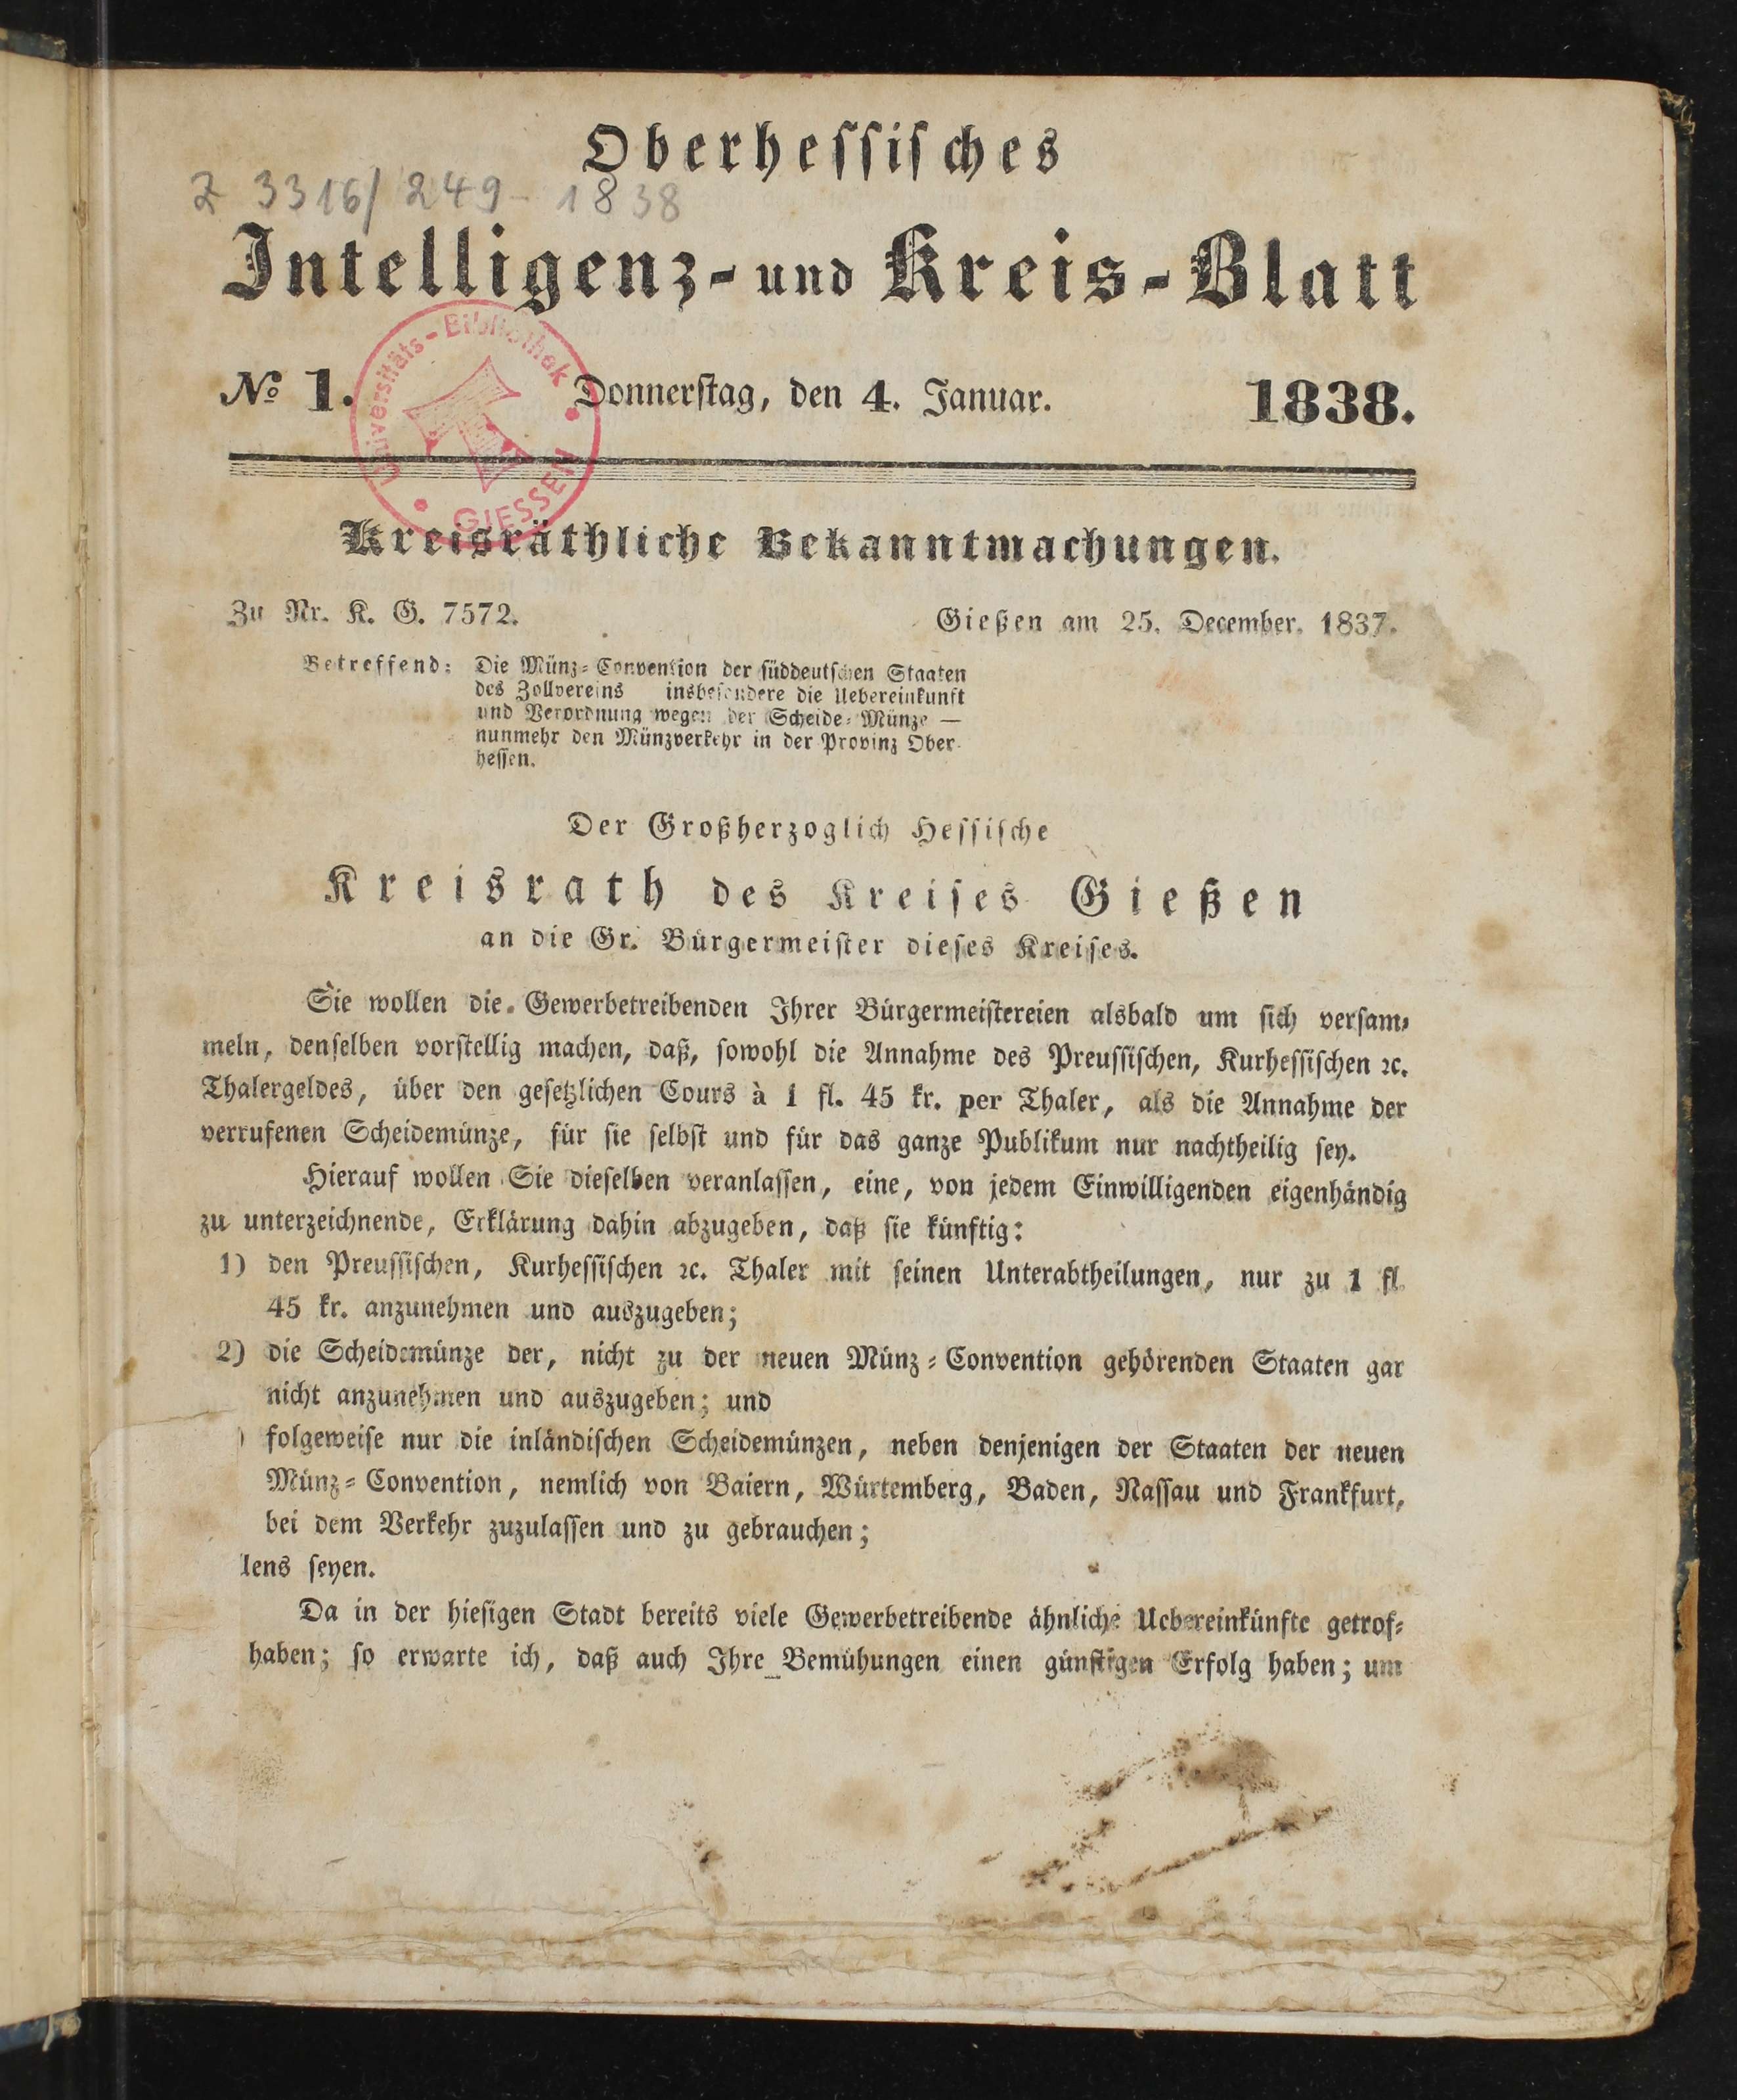 Oberhessisches
Z 3316/ 249 - 1838
Intelligenz- und Kreis-Blatt
Universitäts-Bibliothek
GIESSEN
No 1. Donnerstag, den 4. Januar. 1838.
Kreisräthliche Bekanntmachungen.
Zu Nr. K. G. 7572. Gießen am 25. December. 1837.
Betreffend: Die Münz-Convention der süddeutschen Staaten
des Zollvereins insbesondere die Uebereinkunft
und Verordnung wegen der Scheide-Münze —
nunmehr den Münzverkehr in der Provinz Ober-
hessen.
Der Großherzoglich Hessische
Kreisrath des Kreises Gießen
an die Gr. Bürgermeister dieses Kreises.
Sie wollen die Gewerbetreibenden Ihrer Bürgermeistereien alsbald um sich versam-
meln, denselben vorstellig machen, daß, sowohl die Annahme des Preussischen, Kurhessischen ꝛc.
Thalergeldes, über den gesetzlichen Cours à 1 fl. 45 kr. per Thaler, als die Annahme der
verrufenen Scheidemünze, für sie selbst und für das ganze Publikum nur nachtheilig sey.
Hierauf wollen Sie dieselben veranlassen, eine, von jedem Einwilligenden eigenhändig
zu unterzeichnende, Erklärung dahin abzugeben, daß sie künftig:
1) den Preussischen, Kurhessischen ꝛc. Thaler mit seinen Unterabtheilungen, nur zu 1 fl
45 kr. anzunehmen und auszugeben;
2) die Scheidemünze der, nicht zu der neuen Münz-Convention gehörenden Staaten gar
nicht anzunehmen und auszugeben; und
) folgeweise nur die inländischen Scheidemünzen, neben denjenigen der Staaten der neuen
Münz-Convention, nemlich von Baiern, Würtemberg, Baden, Nassau und Frankfurt,
bei dem Verkehr zuzulassen und zu gebrauchen;
lens seyen.
Da in der hiesigen Stadt bereits viele Gewerbetreibende ähnliche Uebereinkünfte getrof-
haben; so erwarte ich, daß auch Ihre Bemühungen einen günstigen Erfolg haben; um